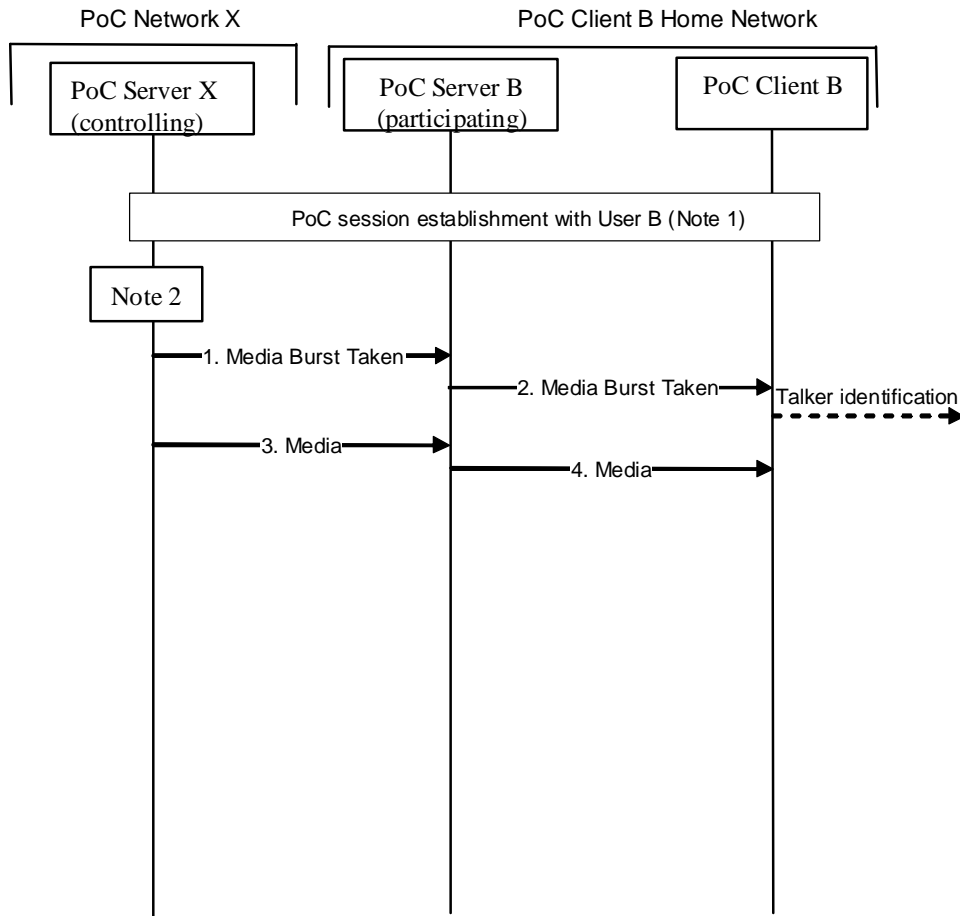 PoC Network X
PoC Client B Home Network
PoC Server X
(controlling)
PoC Server B
(participating)
PoC Client B
PoC session establishment with User B (Note 1)
Note 2
1. Media Burst Taken
2. Media Burst Taken
Talker identification
3. Media
4. Media